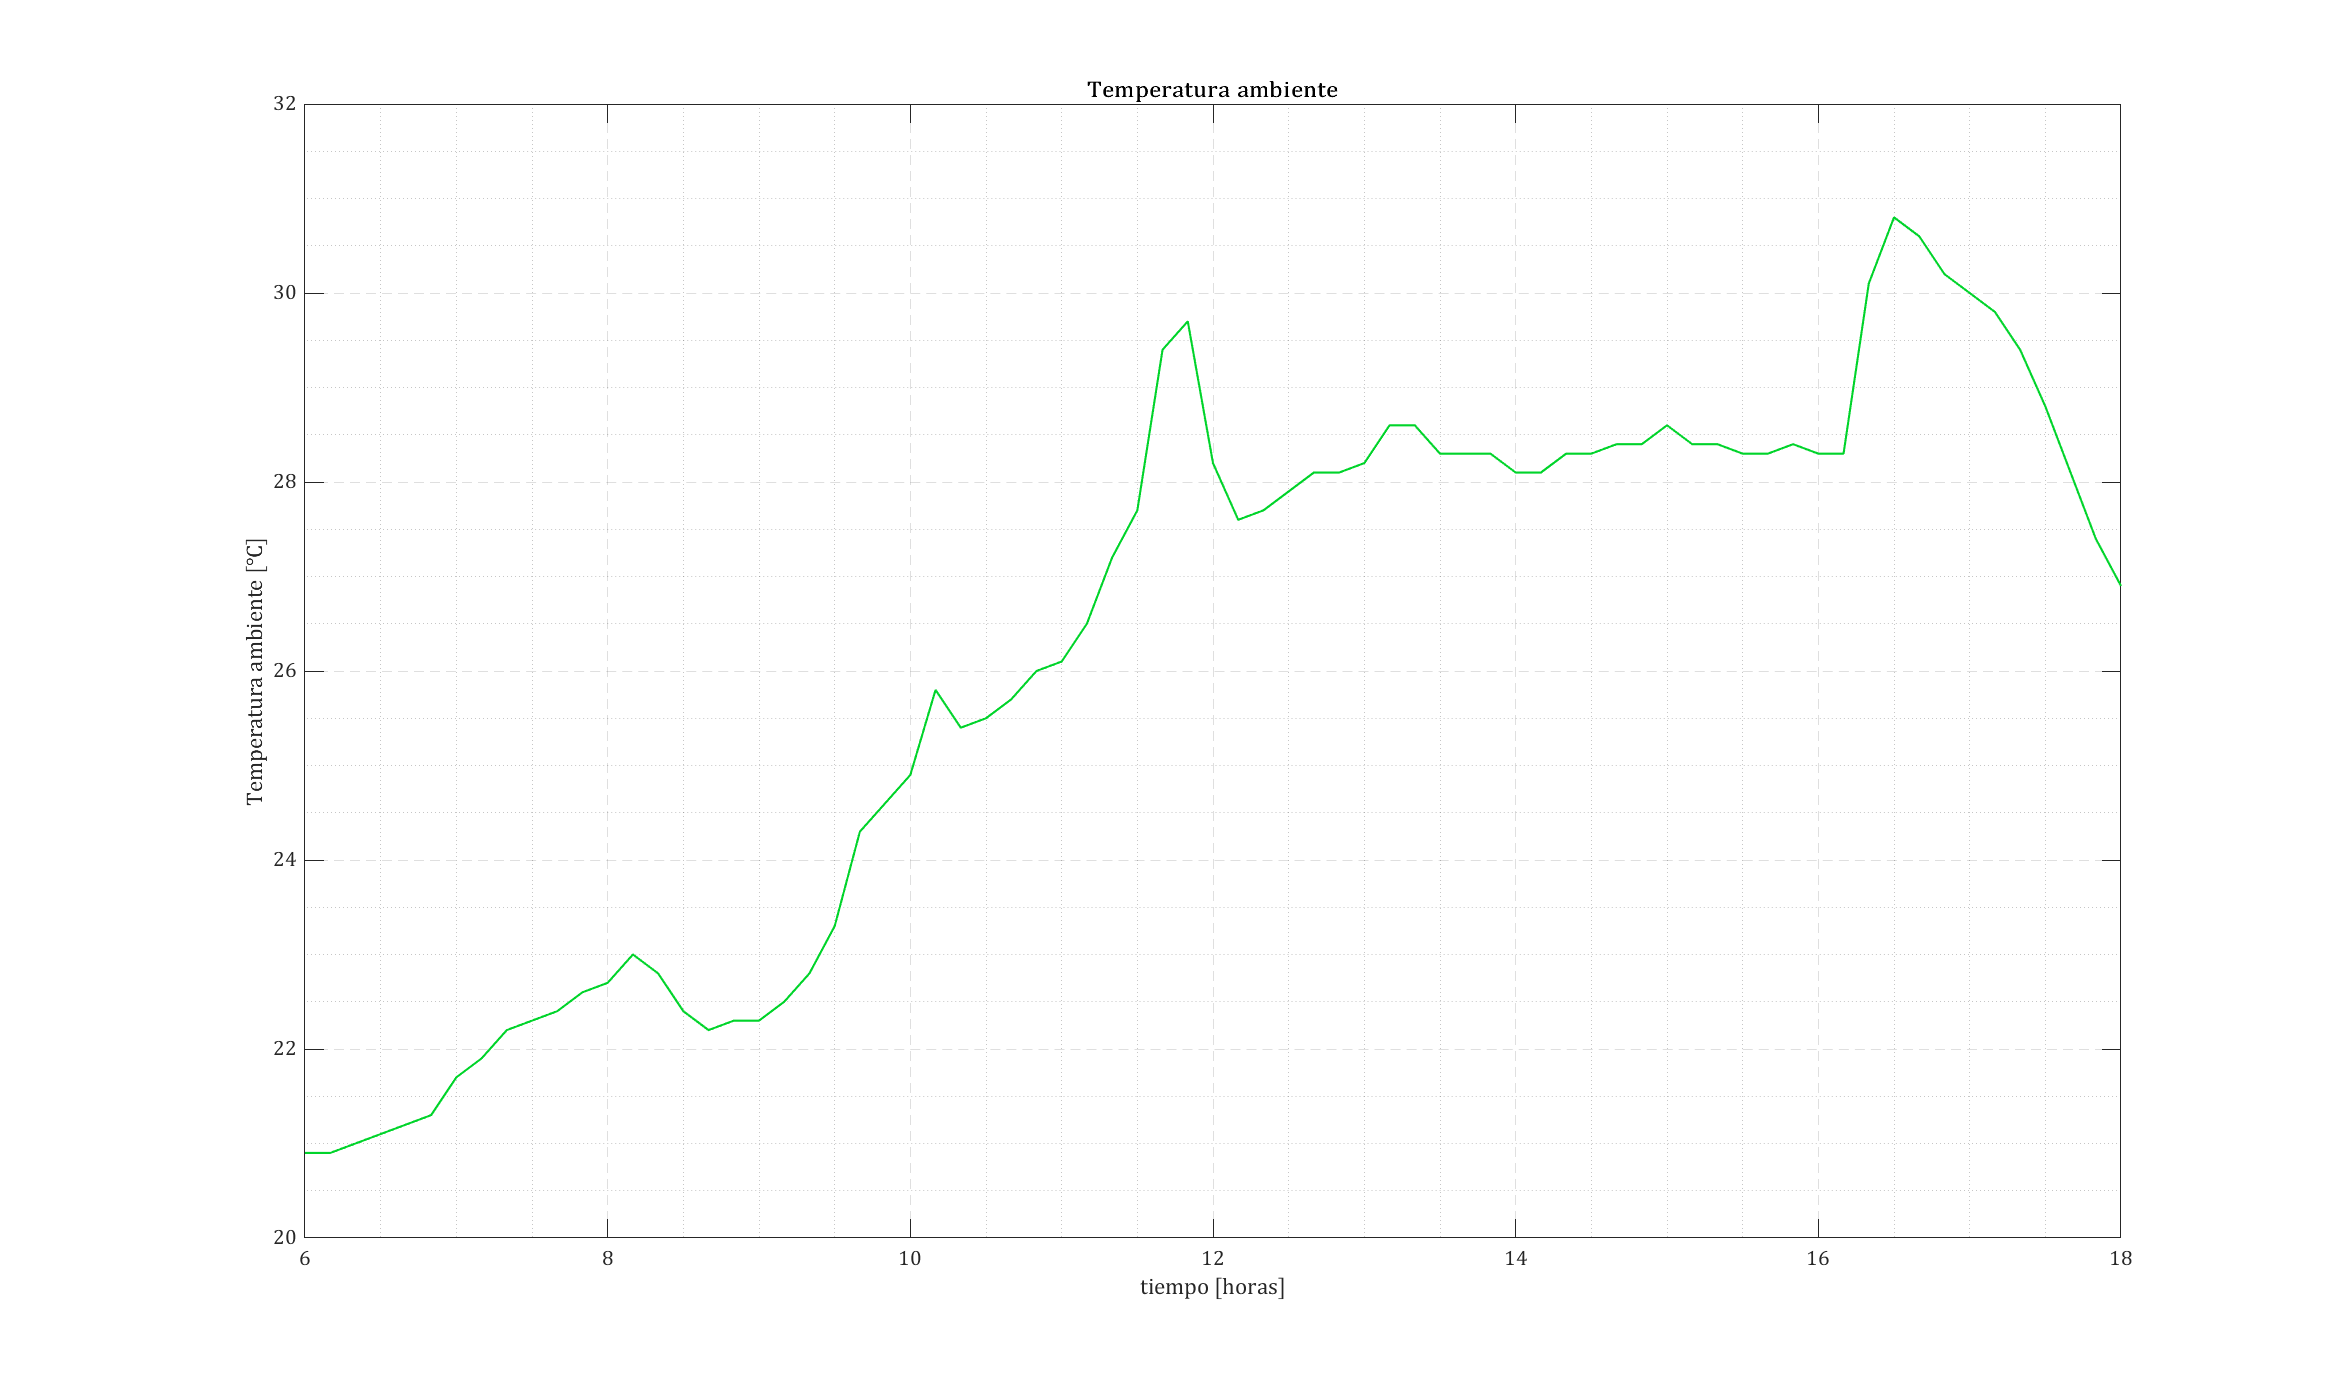 Temperatura ambiente
32
30
28
26
24
22
20
Temperatura ambiente [°C]
6 8 10 12 14 16 18
tiempo [horas]